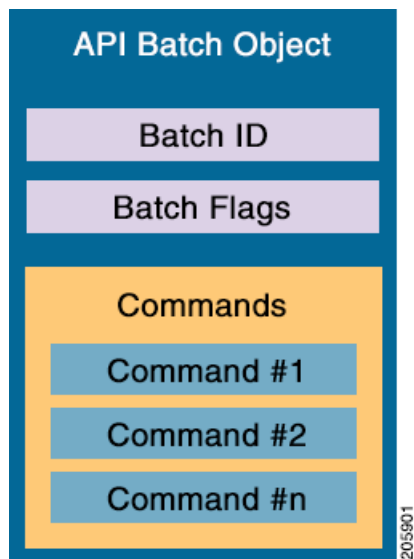 API Batch Object
Batch ID
Batch Flags
Commands
Command #1
Command #2
Command #n
205901